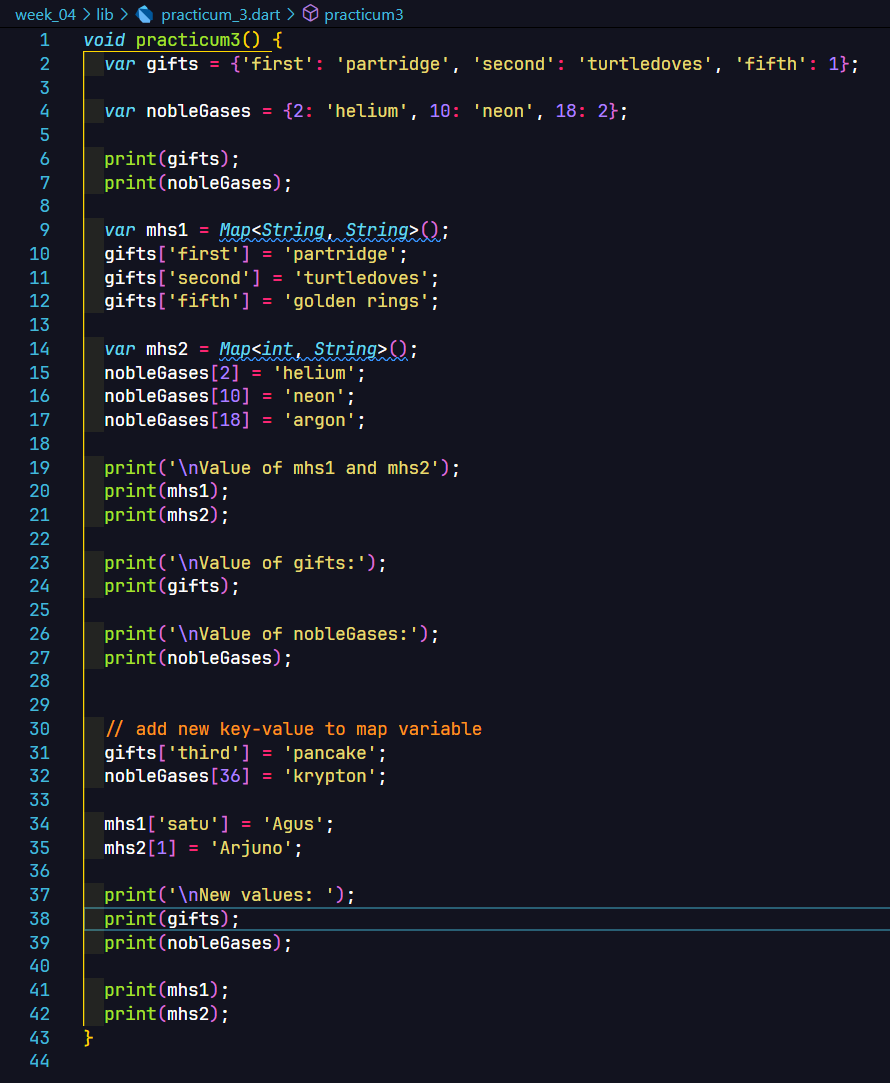 week_04 > lib > practicum_3.dart > practicum3
1 void practicum3() {
2   var gifts = {'first': 'partridge', 'second': 'turtledoves', 'fifth': 1};
3
4   var nobleGases = {2: 'helium', 10: 'neon', 18: 2};
5
6   print(gifts);
7   print(nobleGases);
8
9   var mhs1 = Map<String, String>();
10   gifts['first'] = 'partridge';
11   gifts['second'] = 'turtledoves';
12   gifts['fifth'] = 'golden rings';
13
14   var mhs2 = Map<int, String>();
15   nobleGases[2] = 'helium';
16   nobleGases[10] = 'neon';
17   nobleGases[18] = 'argon';
18
19   print('\nValue of mhs1 and mhs2');
20   print(mhs1);
21   print(mhs2);
22
23   print('\nValue of gifts:');
24   print(gifts);
25
26   print('\nValue of nobleGases:');
27   print(nobleGases);
28
29
30   // add new key-value to map variable
31   gifts['third'] = 'pancake';
32   nobleGases[36] = 'krypton';
33
34   mhs1['satu'] = 'Agus';
35   mhs2[1] = 'Arjuno';
36
37   print('\nNew values: ');
38   print(gifts);
39   print(nobleGases);
40
41   print(mhs1);
42   print(mhs2);
43 }
44